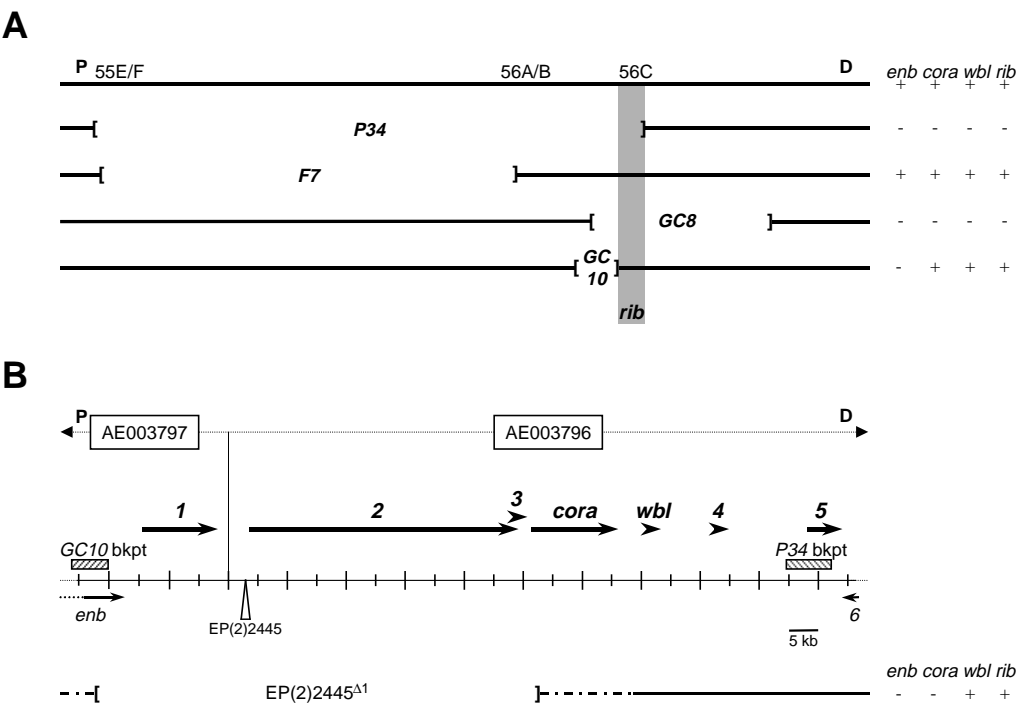 A
P 55E/F 56A/B 56C D enb cora wbl rib
+ + + +
[ P34 ] - - - -
[ F7 ] + + + +
[ GC8 ] - - - -
[ GC 10 ] - + + +
rib
B
P AE003797 AE003796 D
1 2 3 cora wbl 4 5
GC10 bkpt P34 bkpt
enb EP(2)2445 5 kb 6
enb cora wbl rib
[ EP(2)2445Δ1 ] - - + +